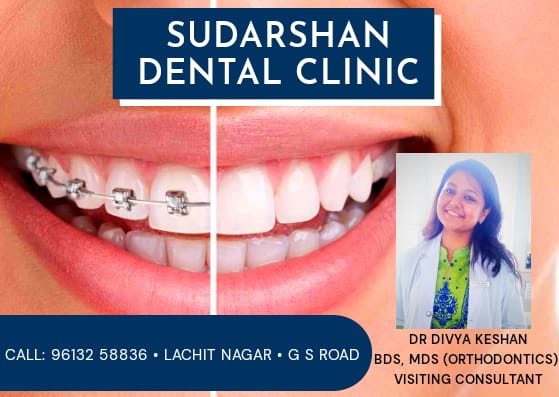 SUDARSHAN
DENTAL CLINIC
CALL: 96132 58836 • LACHIT NAGAR • G S ROAD
DR DIVYA KESHAN
BDS, MDS (ORTHODONTICS)
VISITING CONSULTANT